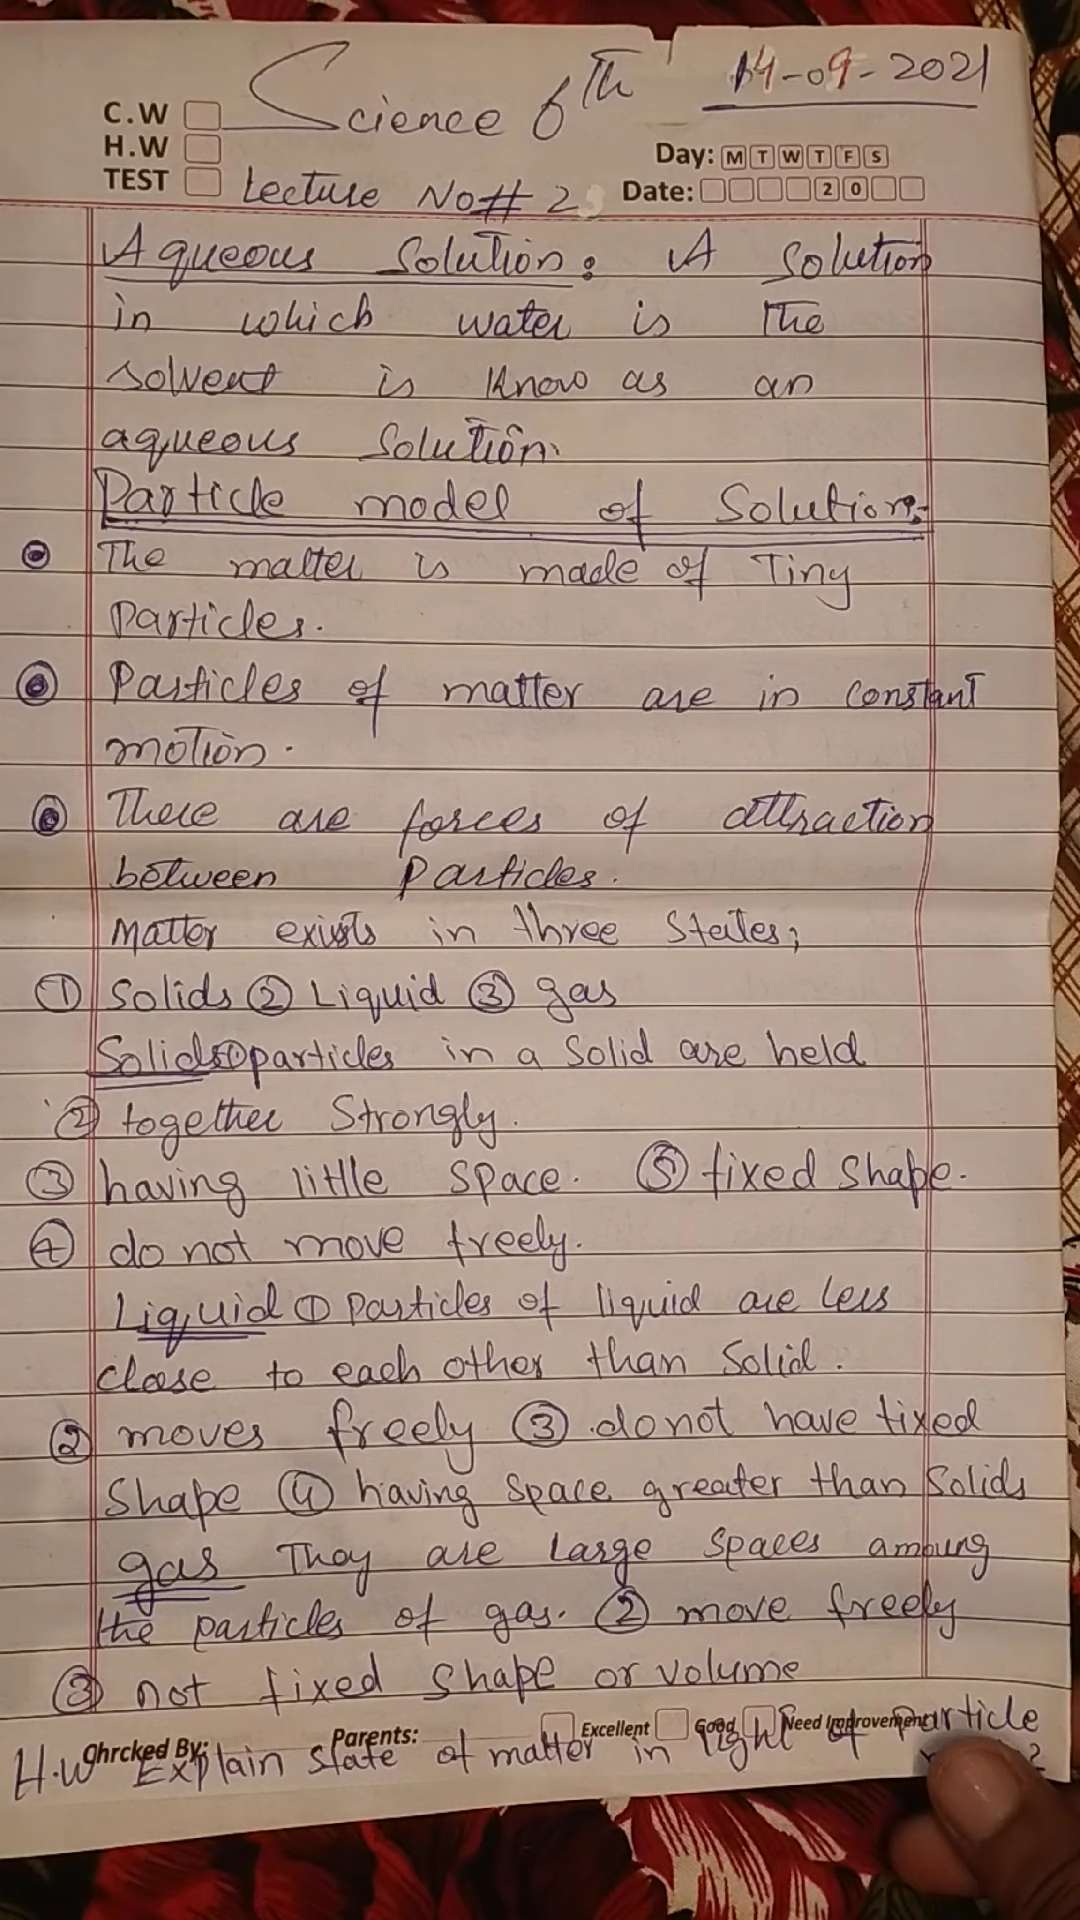 Science 6th 14-09-2021
C.W
H.W
TEST
Day: M T W T F S
Lecture No# 2
Date: 2 0
Aqueous Solution: A Solution
in which water is the
solvent is know as an
aqueous Solution.
Particle model of Solution:-
The matter is made of Tiny
Particles.
Particles of matter are in constant
motion.
There are forces of attraction
between Particles.
Matter exists in three States;
① Solids ② Liquid ③ gas
Solids ① particles in a Solid are held
② together Strongly.
③ having little space. ⑤ fixed shape.
④ do not move freely.
Liquid ① Particles of liquid are less
close to each other than Solid.
② moves freely ③ do not have fixed
Shape ④ having space greater than Solids
gas They are large spaces amoung
the particles of gas. ② move freely
③ not fixed shape or volume
Ghrcked By: Parents: Excellent Good Need Improvement
H.W Explain state of matter in light of particle
?